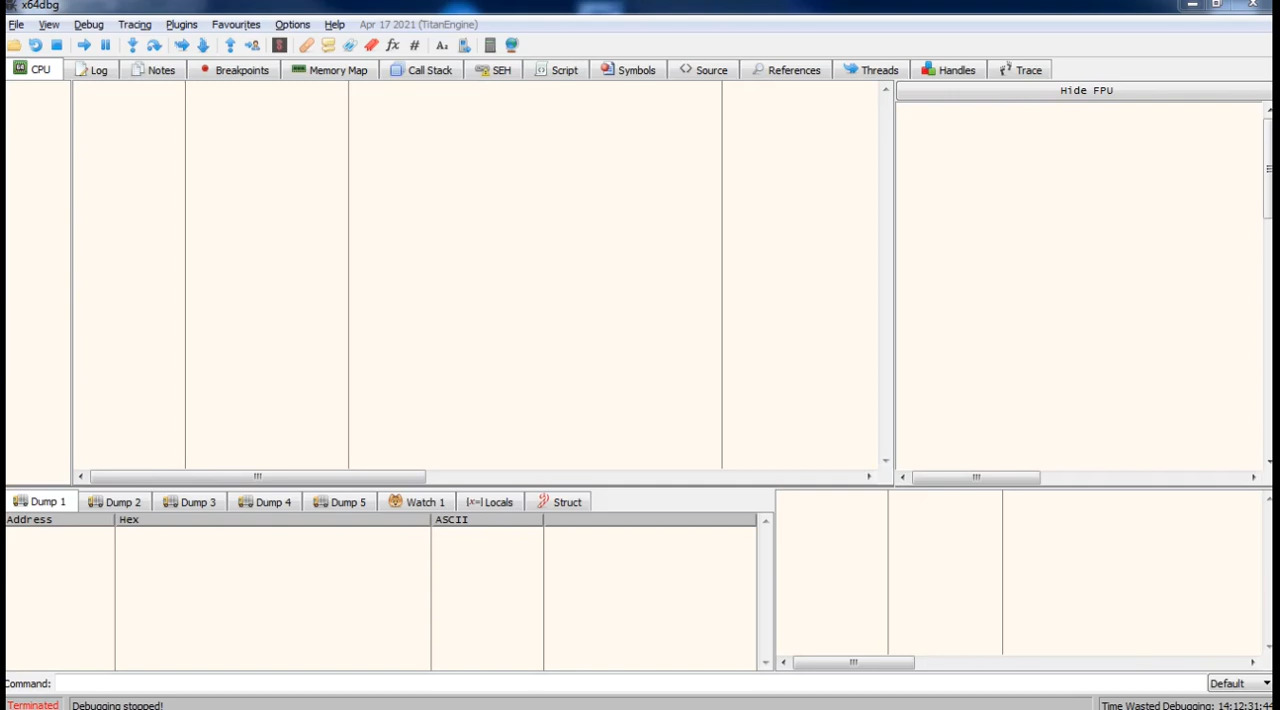 x64dbg
File View Debug Tracing Plugins Favourites Options Help Apr 17 2021 (TitanEngine)
CPU Log Notes Breakpoints Memory Map Call Stack SEH Script Symbols Source References Threads Handles Trace
Hide FPU
Dump 1 Dump 2 Dump 3 Dump 4 Dump 5 Watch 1 [x=] Locals Struct
Address Hex ASCII
Command: Default
Terminated Debugging stopped! Time Wasted Debugging: 14:12:31:44